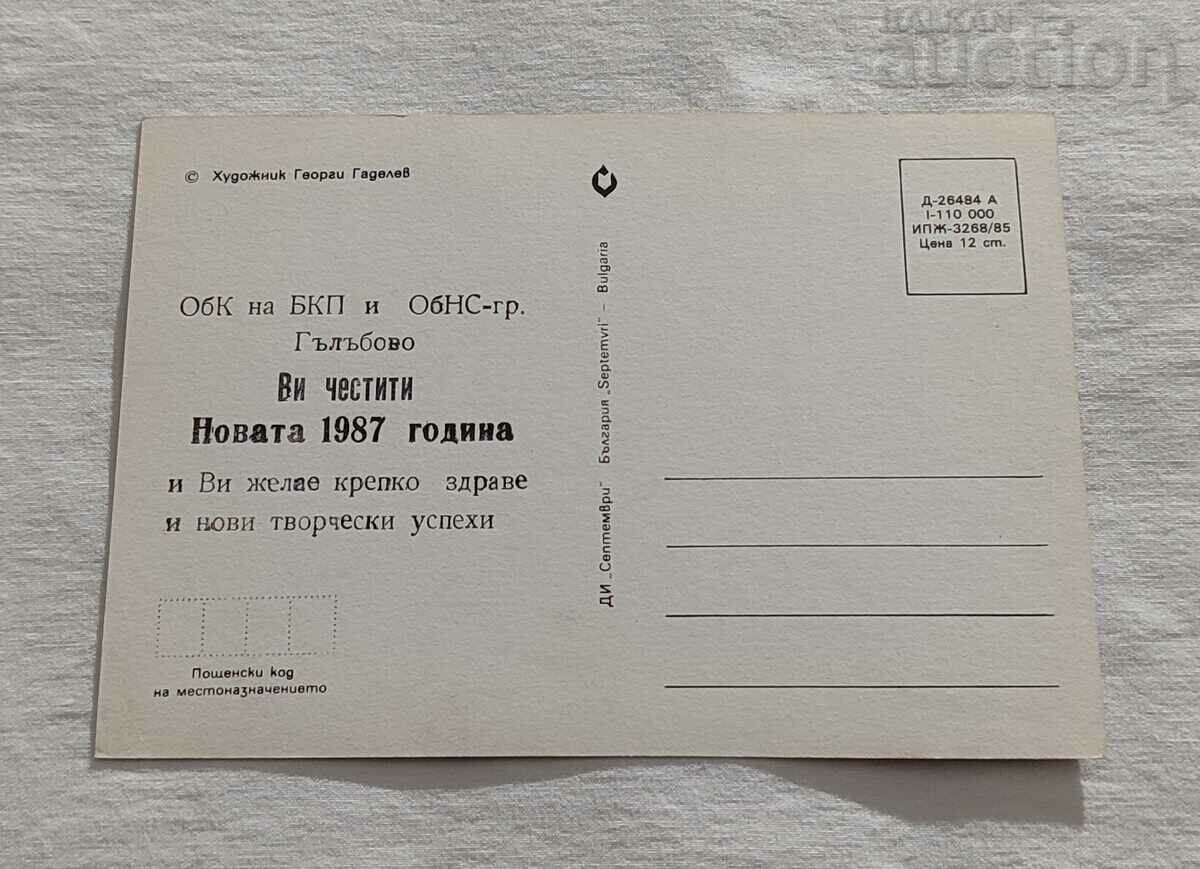 BALKAN
auction
© Художник Георги Гаделев
ОбК на БКП и ОбНС-гр.
Гълъбово
Ви честити
Новата 1987 година
и Ви желае крепко здраве
и нови творчески успехи
Пощенски код
на местоназначението
ДИ „Септември" България „Septemvri" – Bulgaria
Д-26484 А
I-110 000
ИПЖ-3268/85
Цена 12 ст.